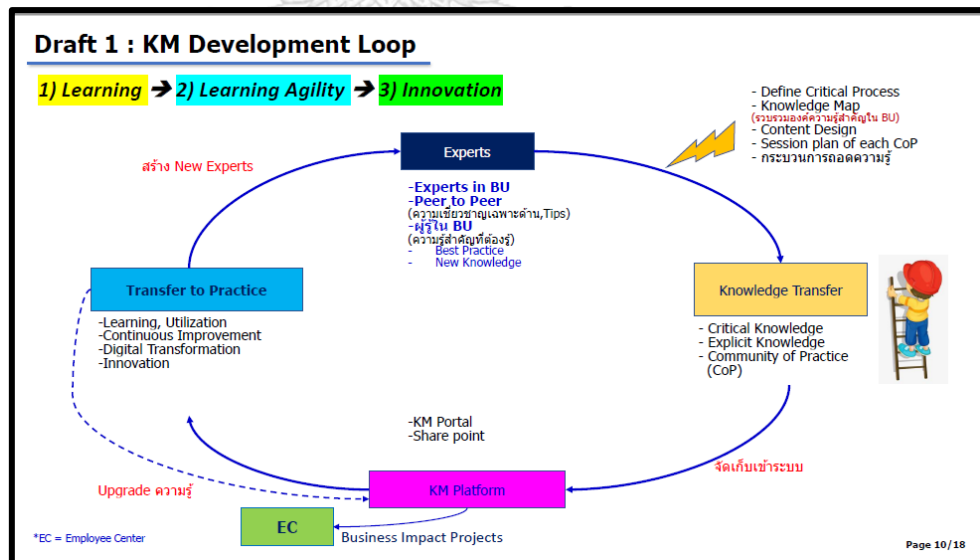 Draft 1 : KM Development Loop
1) Learning ➔ 2) Learning Agility ➔ 3) Innovation
- Define Critical Process
- Knowledge Map
(รวบรวมองค์ความรู้สำคัญใน BU)
- Content Design
- Session plan of each CoP
- กระบวนการถอดความรู้
สร้าง New Experts
Experts
-Experts in BU
-Peer to Peer
(ความเชี่ยวชาญเฉพาะด้าน,Tips)
-ผู้รู้ใน BU
(ความรู้สำคัญที่ต้องรู้)
- Best Practice
- New Knowledge
Transfer to Practice
-Learning, Utilization
-Continuous Improvement
-Digital Transformation
-Innovation
Knowledge Transfer
- Critical Knowledge
- Explicit Knowledge
- Community of Practice
(CoP)
-KM Portal
-Share point
จัดเก็บเข้าระบบ
Upgrade ความรู้
KM Platform
EC
Business Impact Projects
*EC = Employee Center
Page 10/18